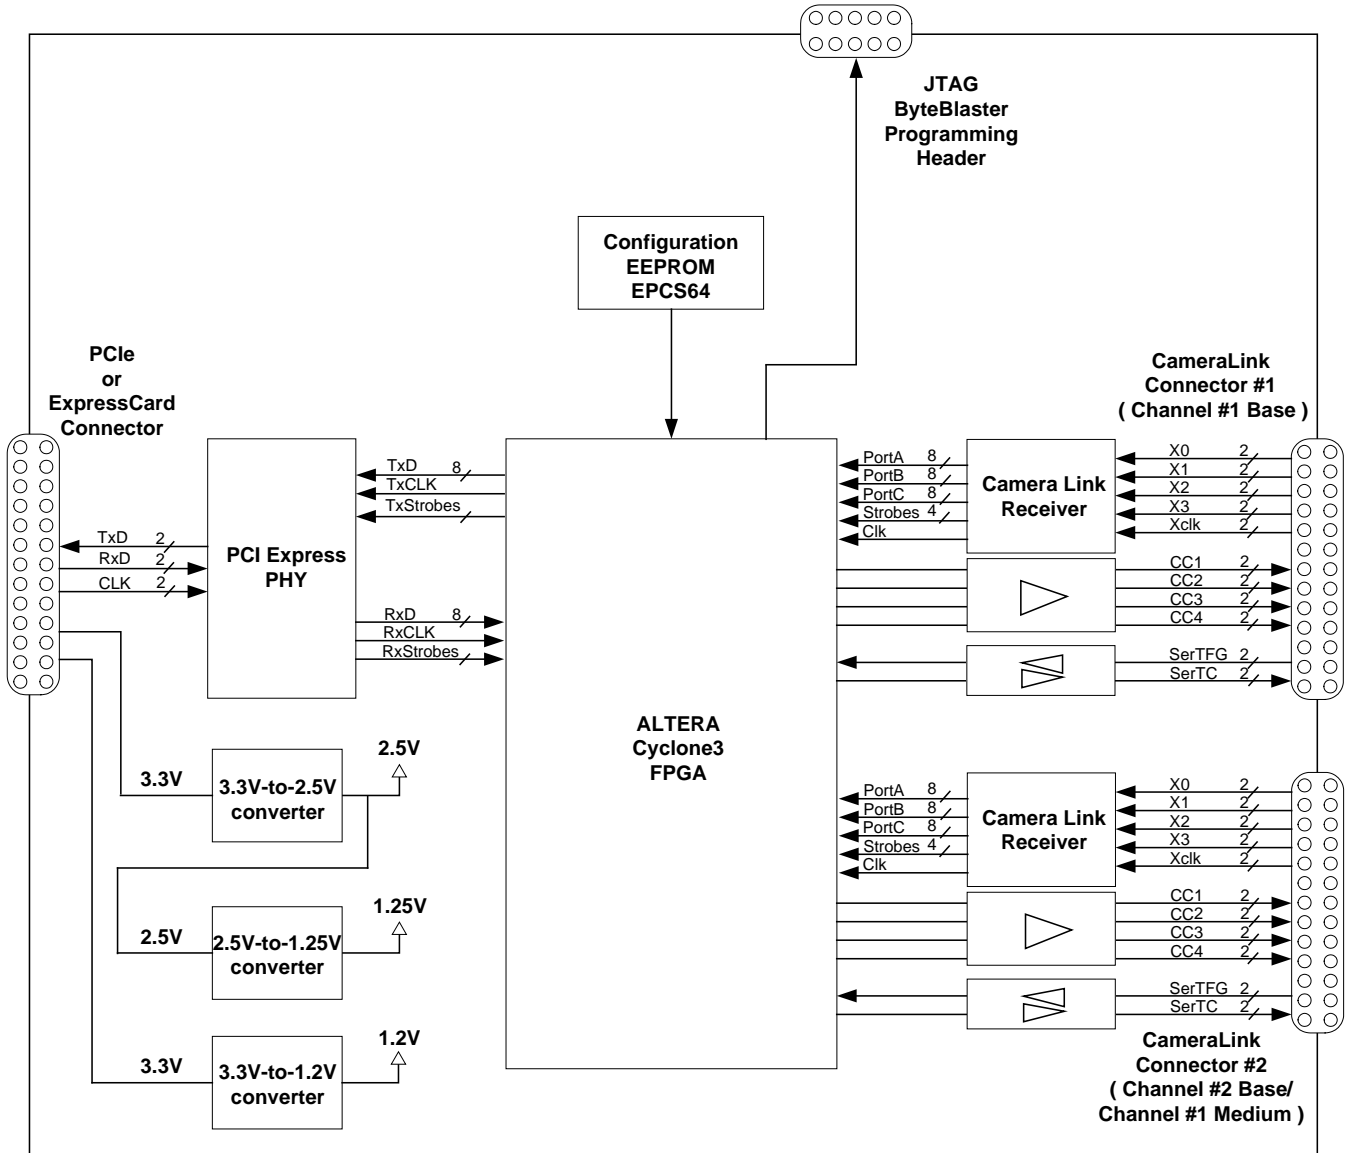 JTAG
ByteBlaster
Programming
Header
Configuration
EEPROM
EPCS64
PCIe
or
ExpressCard
Connector
CameraLink
Connector #1
( Channel #1 Base )
TxD 2
RxD 2
CLK 2
PCI Express
PHY
TxD 8
TxCLK
TxStrobes
RxD 8
RxCLK
RxStrobes
ALTERA
Cyclone3
FPGA
PortA 8
PortB 8
PortC 8
Strobes 4
Clk
Camera Link
Receiver
X0 2
X1 2
X2 2
X3 2
Xclk 2
CC1 2
CC2 2
CC3 2
CC4 2
SerTFG 2
SerTC 2
3.3V
3.3V-to-2.5V
converter
2.5V
2.5V
2.5V-to-1.25V
converter
1.25V
3.3V
3.3V-to-1.2V
converter
1.2V
PortA 8
PortB 8
PortC 8
Strobes 4
Clk
Camera Link
Receiver
X0 2
X1 2
X2 2
X3 2
Xclk 2
CC1 2
CC2 2
CC3 2
CC4 2
SerTFG 2
SerTC 2
CameraLink
Connector #2
( Channel #2 Base/
Channel #1 Medium )